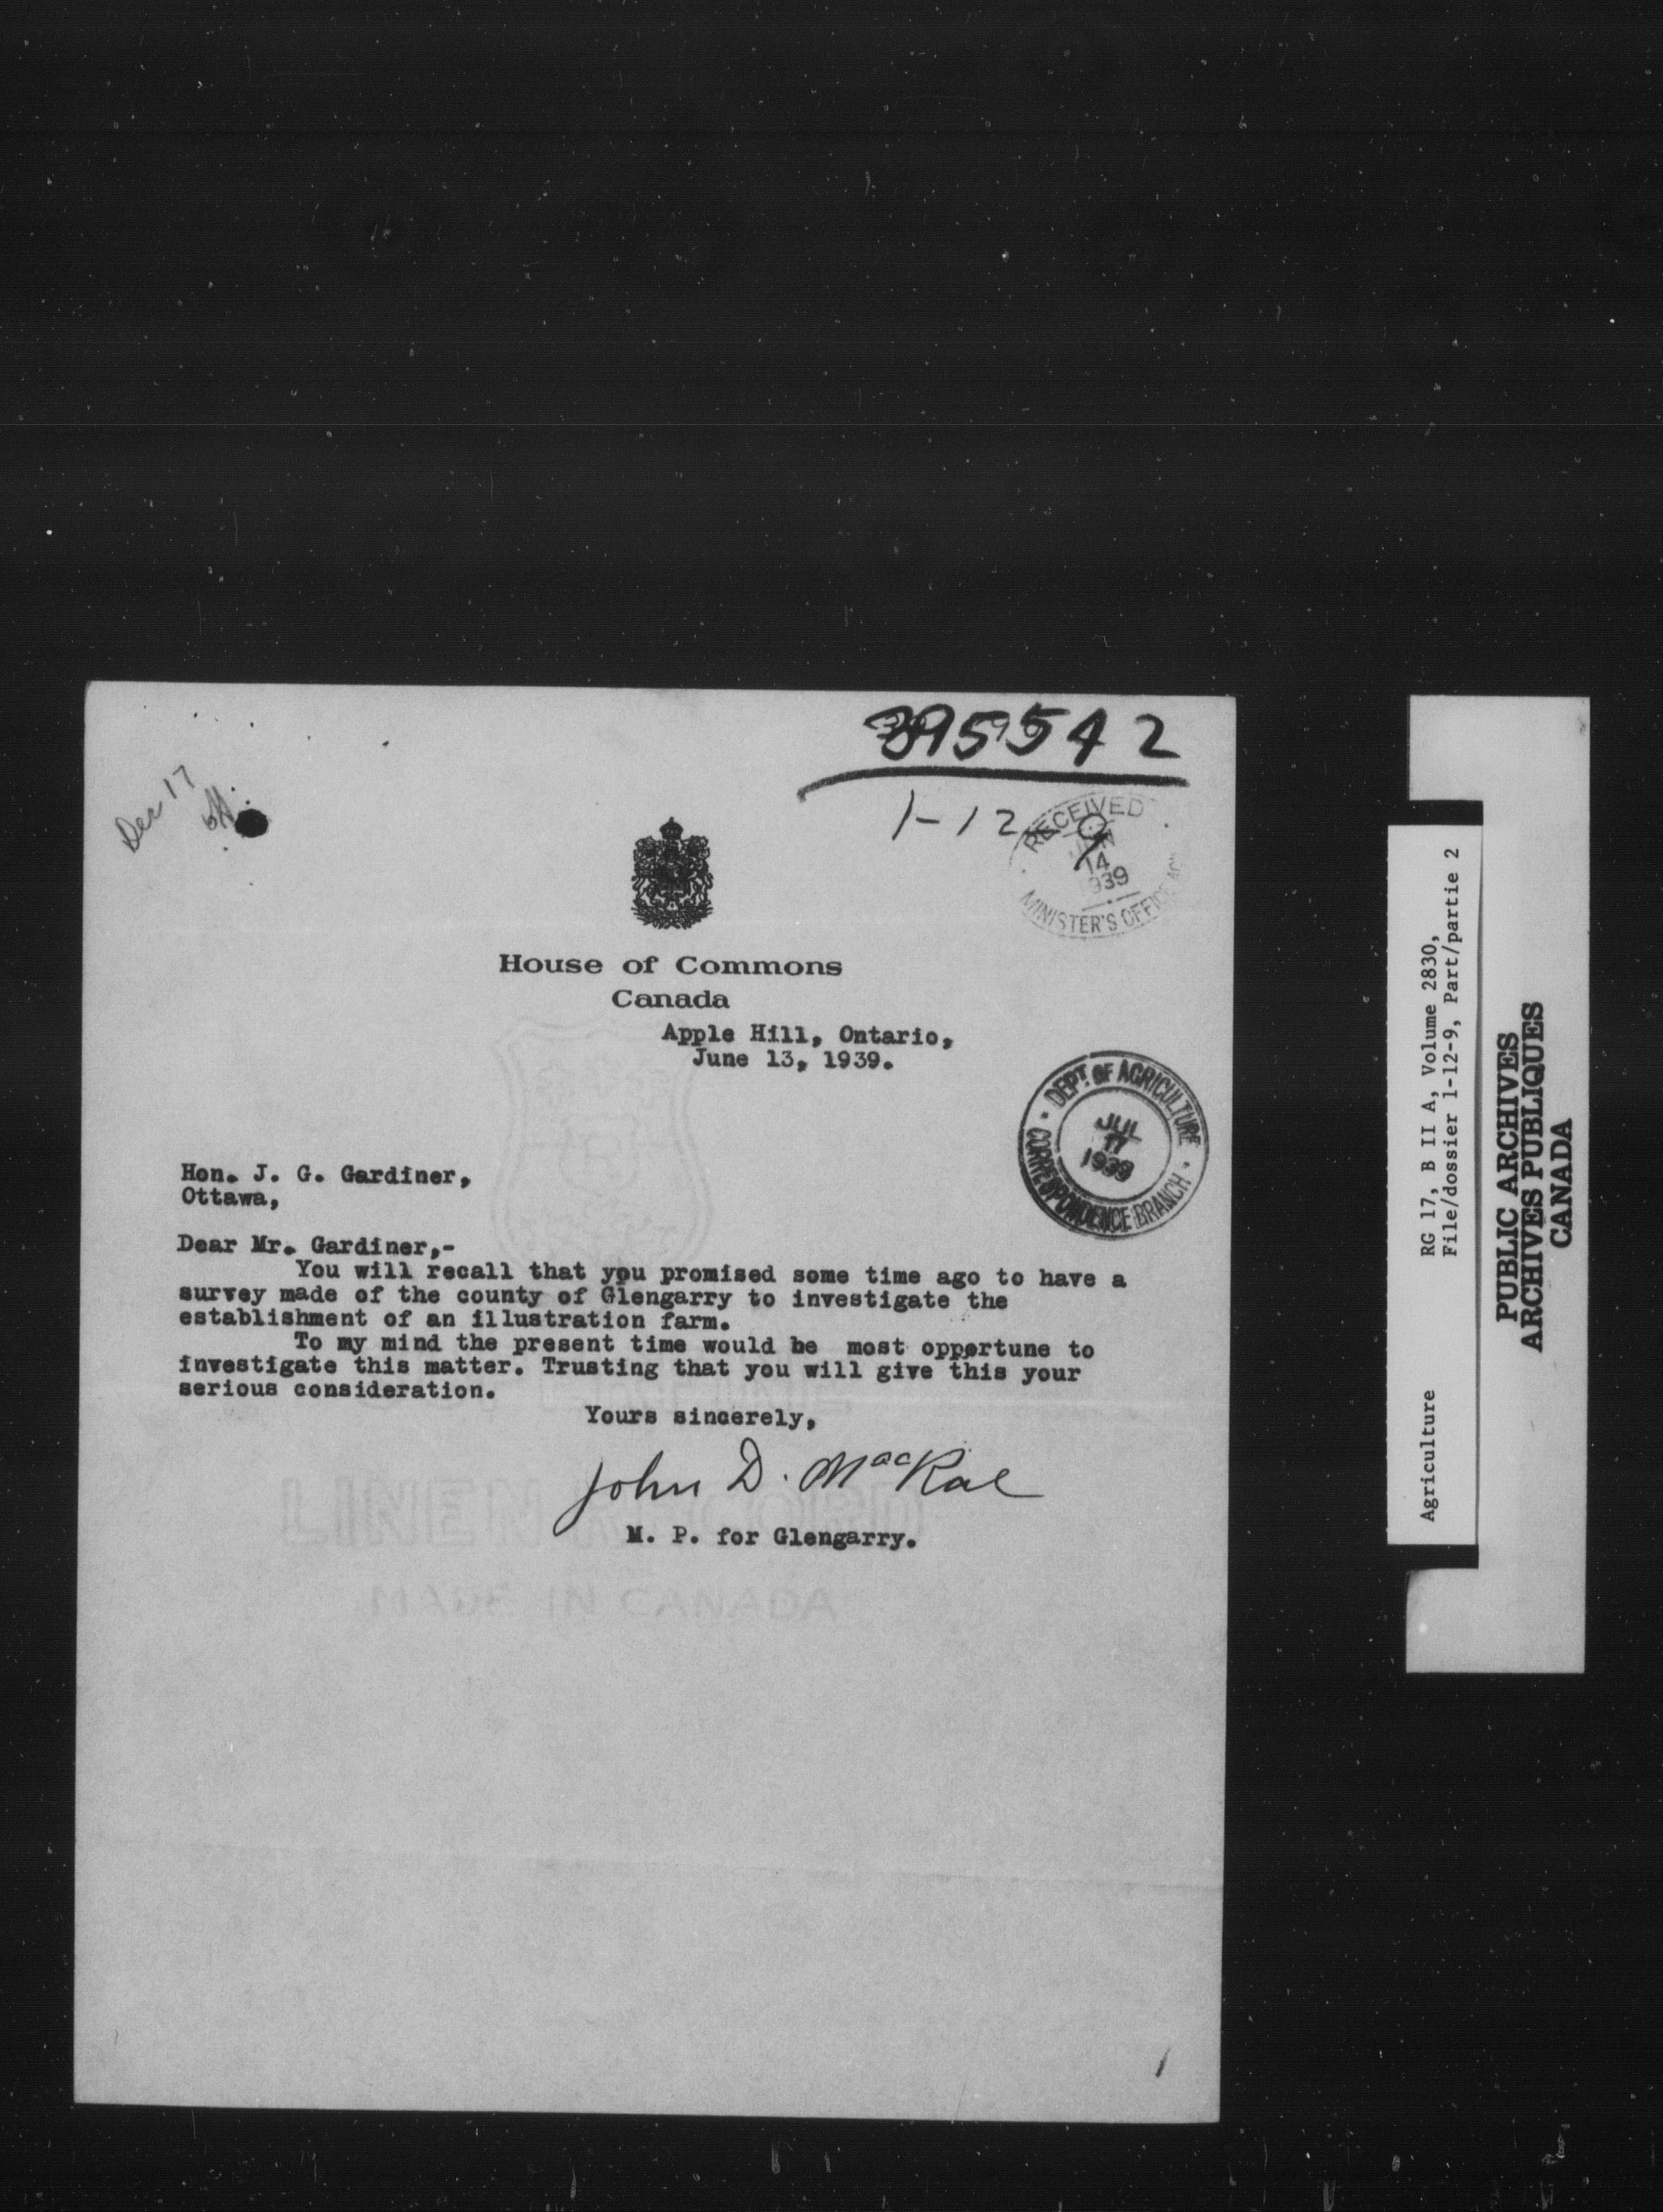 395542
Dec 17
1-12-9
RECEIVED
JUN
14
1939
MINISTER'S OFFICE
House of Commons
Canada
Apple Hill, Ontario,
June 13, 1939.
DEPT. OF AGRICULTURE
JUL
17
1939
CORRESPONDENCE BRANCH
Hon. J. G. Gardiner,
Ottawa,
Dear Mr. Gardiner,-
You will recall that you promised some time ago to have a
survey made of the county of Glengarry to investigate the
establishment of an illustration farm.
To my mind the present time would be most opportune to
investigate this matter. Trusting that you will give this your
serious consideration.
Yours sincerely,
John D. MacRae
M. P. for Glengarry.
MADE IN CANADA
Agriculture RG 17, B II A, Volume 2830,
File/dossier 1-12-9, Part/partie 2
PUBLIC ARCHIVES
ARCHIVES PUBLIQUES
CANADA